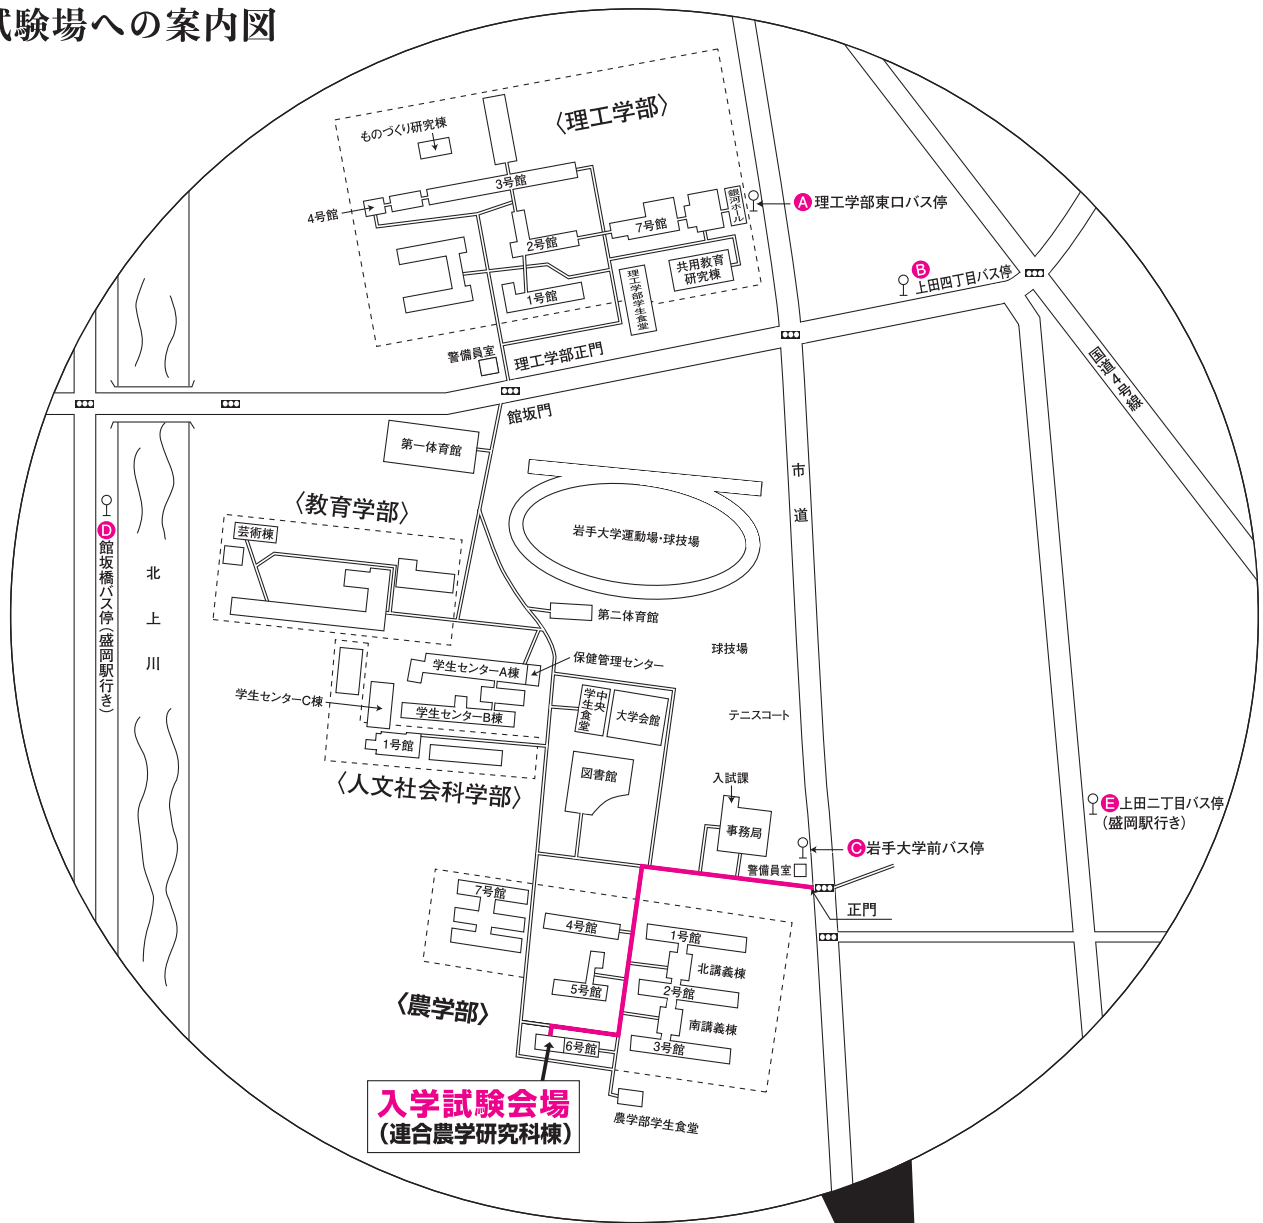 試験場への案内図
〈理工学部〉
ものづくり研究棟
3号館
4号館
銀河ホール
A 理工学部東口バス停
7号館
2号館
共用教育
研究棟
理工学部学生食堂
1号館
B
上田四丁目バス停
警備員室
理工学部正門
館坂門
国道4号線
第一体育館
市道
〈教育学部〉
芸術棟
岩手大学運動場・球技場
D
館坂橋バス停(盛岡駅行き)
北上川
第二体育館
球技場
保健管理センター
学生センターA棟
学生センターC棟
学生センターB棟
中央
学生食堂
大学会館
テニスコート
1号館
〈人文社会科学部〉
図書館
入試課
事務局
E 上田二丁目バス停
(盛岡駅行き)
C 岩手大学前バス停
警備員室
正門
7号館
4号館
1号館
北講義棟
5号館
2号館
〈農学部〉
南講義棟
6号館
3号館
入学試験会場
(連合農学研究科棟)
農学部学生食堂